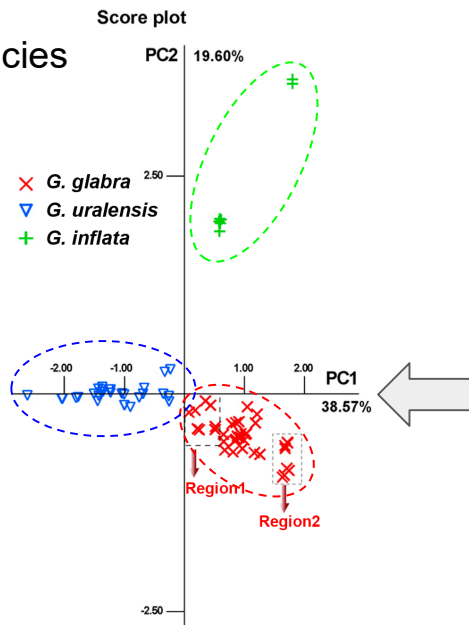 Score plot
cies
PC2
19.60%
2.50
G. glabra
G. uralensis
G. inflata
-2.00
-1.00
1.00
2.00
PC1
38.57%
Region1
Region2
-2.50